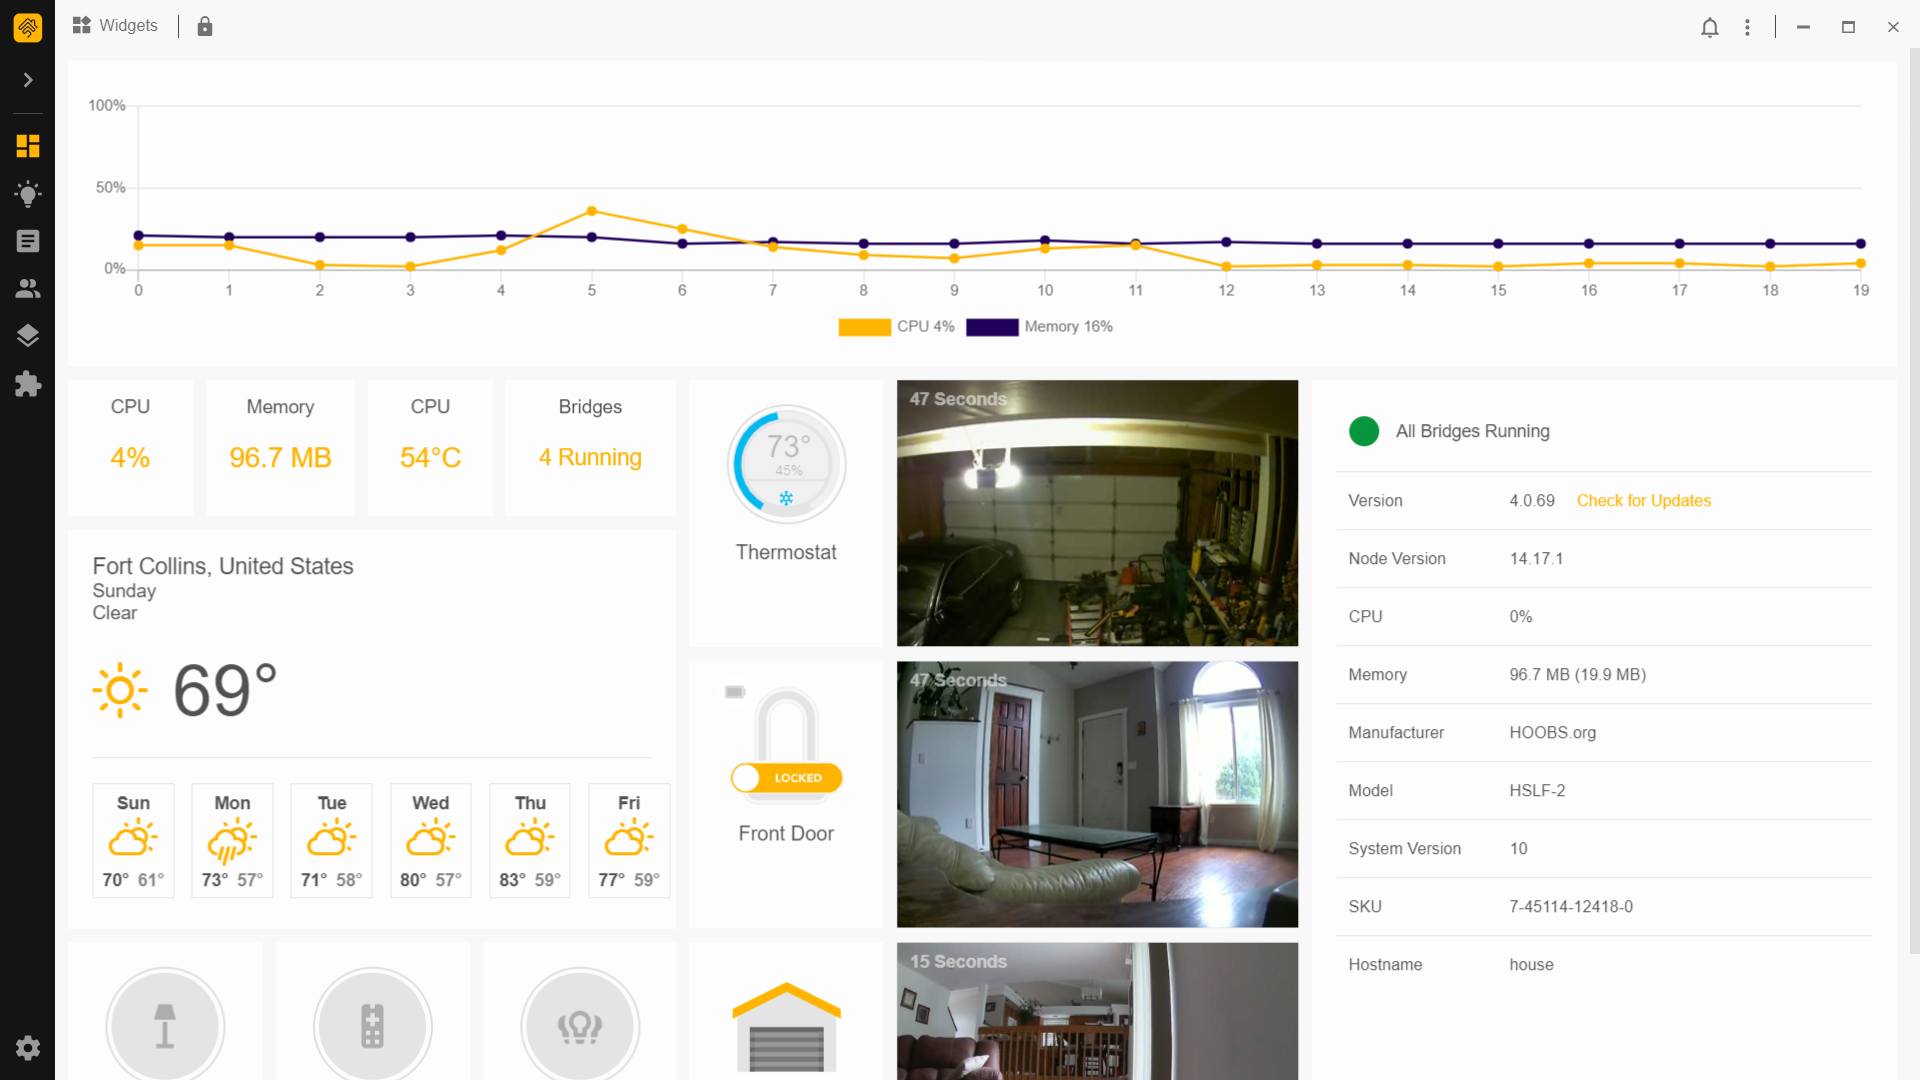 Widgets
100%
50%
0%
0 1 2 3 4 5 6 7 8 9 10 11 12 13 14 15 16 17 18 19
CPU 4% Memory 16%
CPU
4%
Memory
96.7 MB
CPU
54°C
Bridges
4 Running
Fort Collins, United States
Sunday
Clear
69°
Sun Mon Tue Wed Thu Fri
70° 61° 73° 57° 71° 58° 80° 57° 83° 59° 77° 59°
73°
45%
Thermostat
LOCKED
Front Door
47 Seconds
47 Seconds
15 Seconds
All Bridges Running
Version 4.0.69 Check for Updates
Node Version 14.17.1
CPU 0%
Memory 96.7 MB (19.9 MB)
Manufacturer HOOBS.org
Model HSLF-2
System Version 10
SKU 7-45114-12418-0
Hostname house